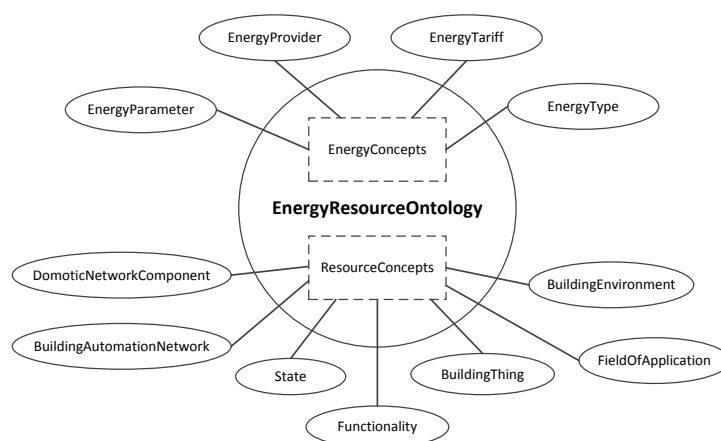 EnergyProvider
EnergyTariff
EnergyParameter
EnergyType
EnergyConcepts
EnergyResourceOntology
ResourceConcepts
DomoticNetworkComponent
BuildingEnvironment
BuildingAutomationNetwork
FieldOfApplication
State
BuildingThing
Functionality